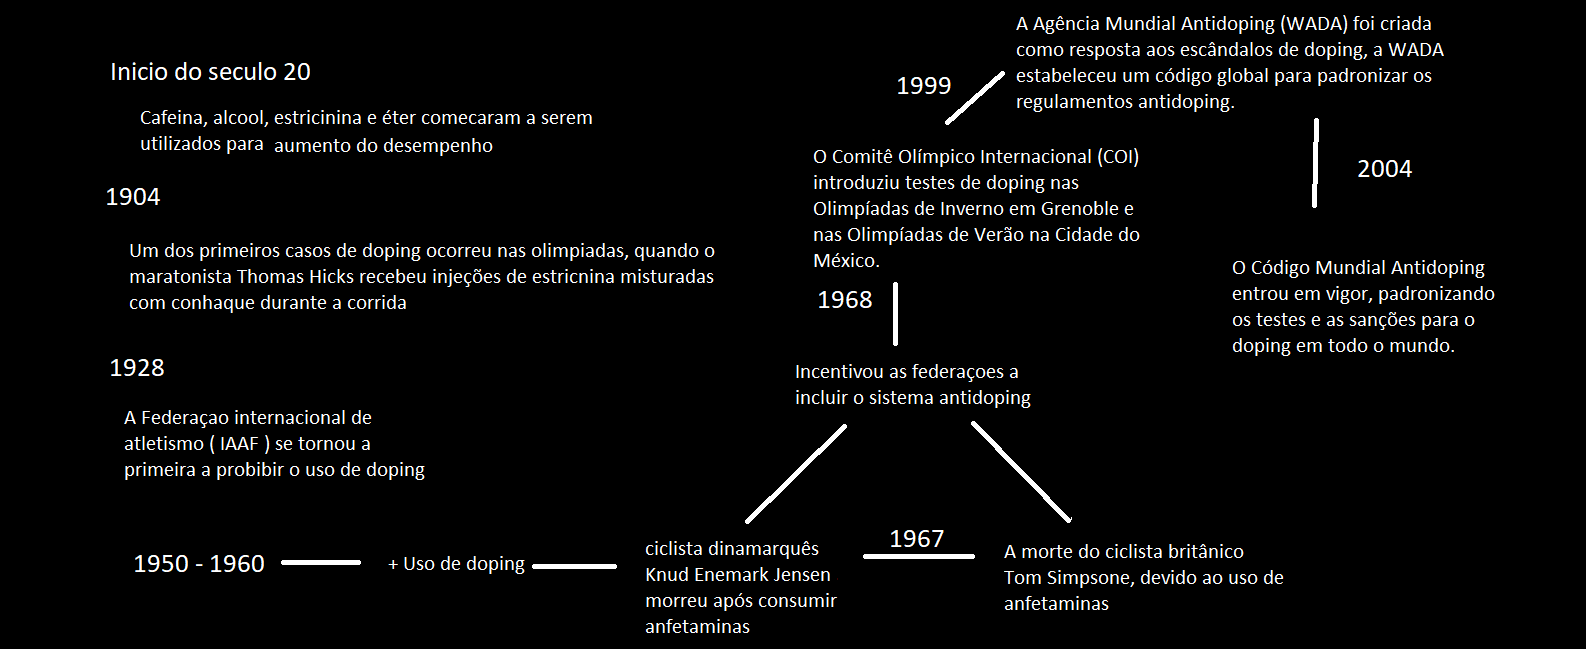 Inicio do seculo 20
Cafeina, alcool, estricinina e éter comecaram a serem
utilizados para aumento do desempenho
1904
Um dos primeiros casos de doping ocorreu nas olimpiadas, quando o
maratonista Thomas Hicks recebeu injeções de estricnina misturadas
com conhaque durante a corrida
1928
A Federaçao internacional de
atletismo ( IAAF ) se tornou a
primeira a probibir o uso de doping
1950 - 1960
+ Uso de doping
ciclista dinamarquês
Knud Enemark Jensen
morreu após consumir
anfetaminas
1967
A morte do ciclista britânico
Tom Simpsone, devido ao uso de
anfetaminas
Incentivou as federaçoes a
incluir o sistema antidoping
1968
O Comitê Olímpico Internacional (COI)
introduziu testes de doping nas
Olimpíadas de Inverno em Grenoble e
nas Olimpíadas de Verão na Cidade do
México.
1999
A Agência Mundial Antidoping (WADA) foi criada
como resposta aos escândalos de doping, a WADA
estabeleceu um código global para padronizar os
regulamentos antidoping.
2004
O Código Mundial Antidoping
entrou em vigor, padronizando
os testes e as sanções para o
doping em todo o mundo.